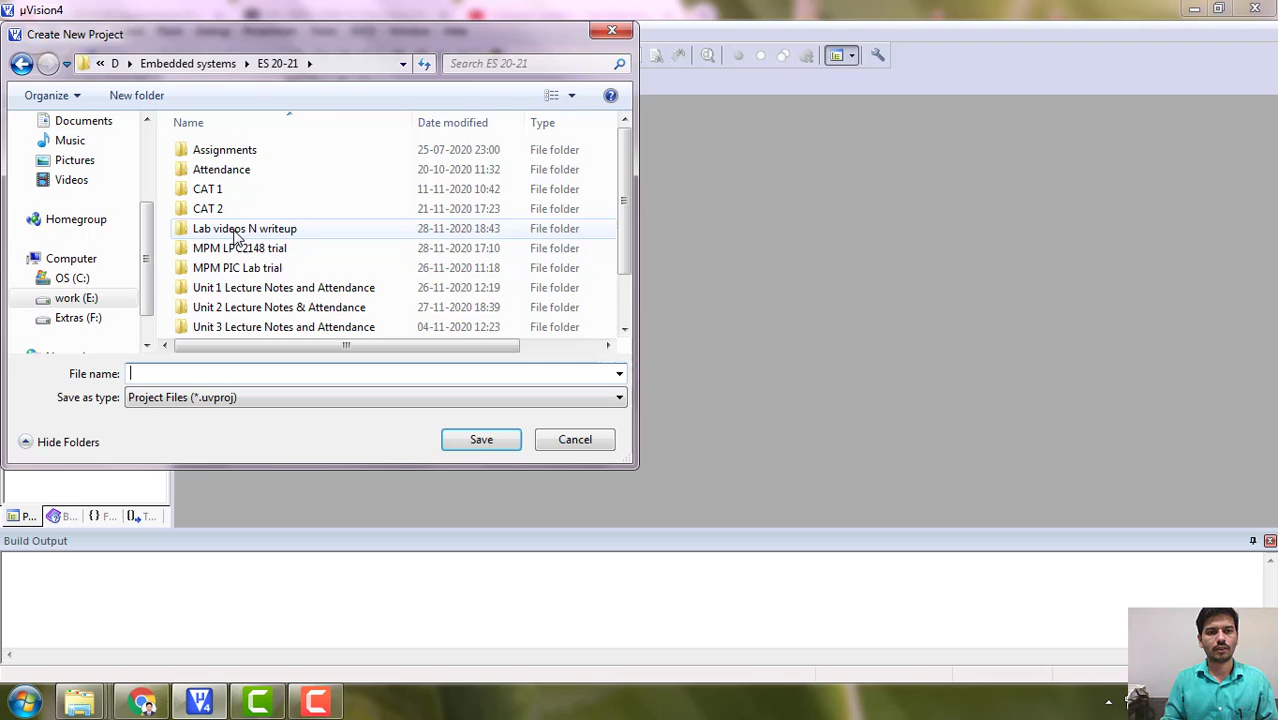 µVision4
Create New Project
« D Embedded systems ES 20-21
Search ES 20-21
Organize
New folder
Name Date modified Type
Documents
Music
Pictures
Videos
Homegroup
Computer
OS (C:)
work (E:)
Extras (F:)
Assignments 25-07-2020 23:00 File folder
Attendance 20-10-2020 11:32 File folder
CAT 1 11-11-2020 10:42 File folder
CAT 2 21-11-2020 17:23 File folder
Lab videos N writeup 28-11-2020 18:43 File folder
MPM LPC2148 trial 28-11-2020 17:10 File folder
MPM PIC Lab trial 26-11-2020 11:18 File folder
Unit 1 Lecture Notes and Attendance 26-11-2020 12:19 File folder
Unit 2 Lecture Notes & Attendance 27-11-2020 18:39 File folder
Unit 3 Lecture Notes and Attendance 04-11-2020 12:23 File folder
File name:
Save as type: Project Files (*.uvproj)
Hide Folders
Save
Cancel
P... B... {} F... T...
Build Output